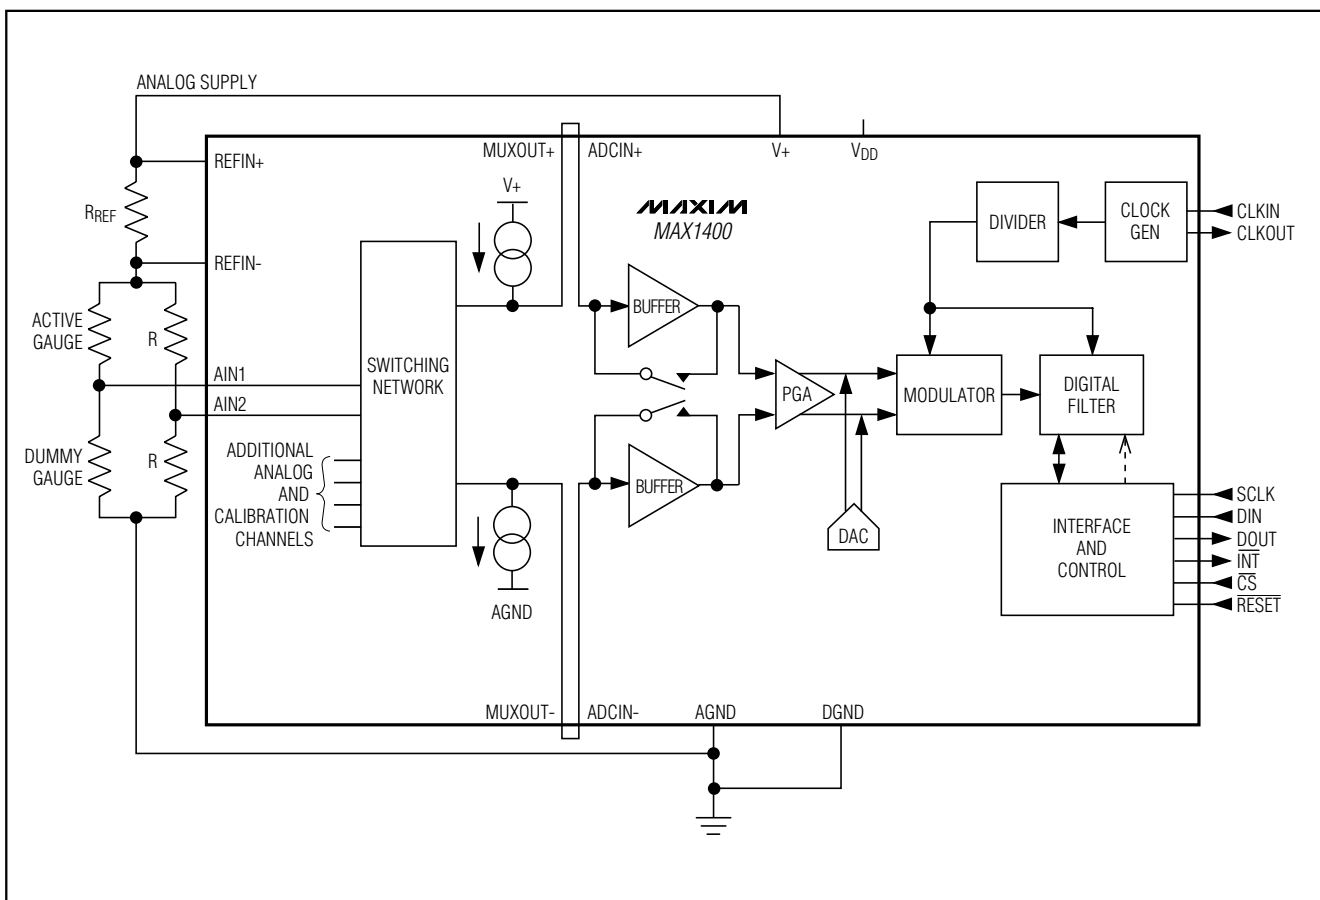 ANALOG SUPPLY
REFIN+
MUXOUT+
ADCIN+
V+
VDD
RREF
REFIN-
V+
MAXIM
MAX1400
DIVIDER
CLOCK
GEN
CLKIN
CLKOUT
ACTIVE
GAUGE
R
BUFFER
AIN1
AIN2
SWITCHING
NETWORK
PGA
MODULATOR
DIGITAL
FILTER
DUMMY
GAUGE
R
ADDITIONAL
ANALOG
AND
CALIBRATION
CHANNELS
BUFFER
DAC
AGND
INTERFACE
AND
CONTROL
SCLK
DIN
DOUT
INT
CS
RESET
MUXOUT-
ADCIN-
AGND
DGND